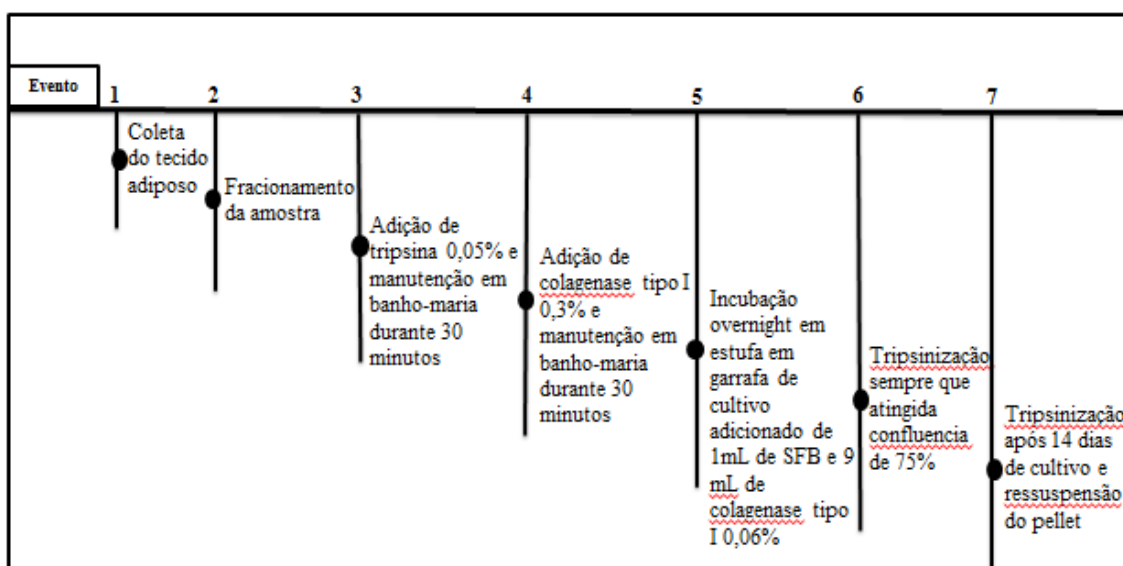 Evento
1 2 3 4 5 6 7
Coleta
do tecido
adiposo
Fracionamento
da amostra
Adição de
tripsina 0,05% e
manutenção em
banho-maria
durante 30
minutos
Adição de
colagenase tipo I
0,3% e
manutenção em
banho-maria
durante 30
minutos
Incubação
overnight em
estufa em
garrafa de
cultivo
adicionado de
1mL de SFB e 9
mL de
colagenase tipo
I 0,06%
Tripsinização
sempre que
atingida
confluencia
de 75%
Tripsinização
após 14 dias
de cultivo e
ressuspensão
do pellet